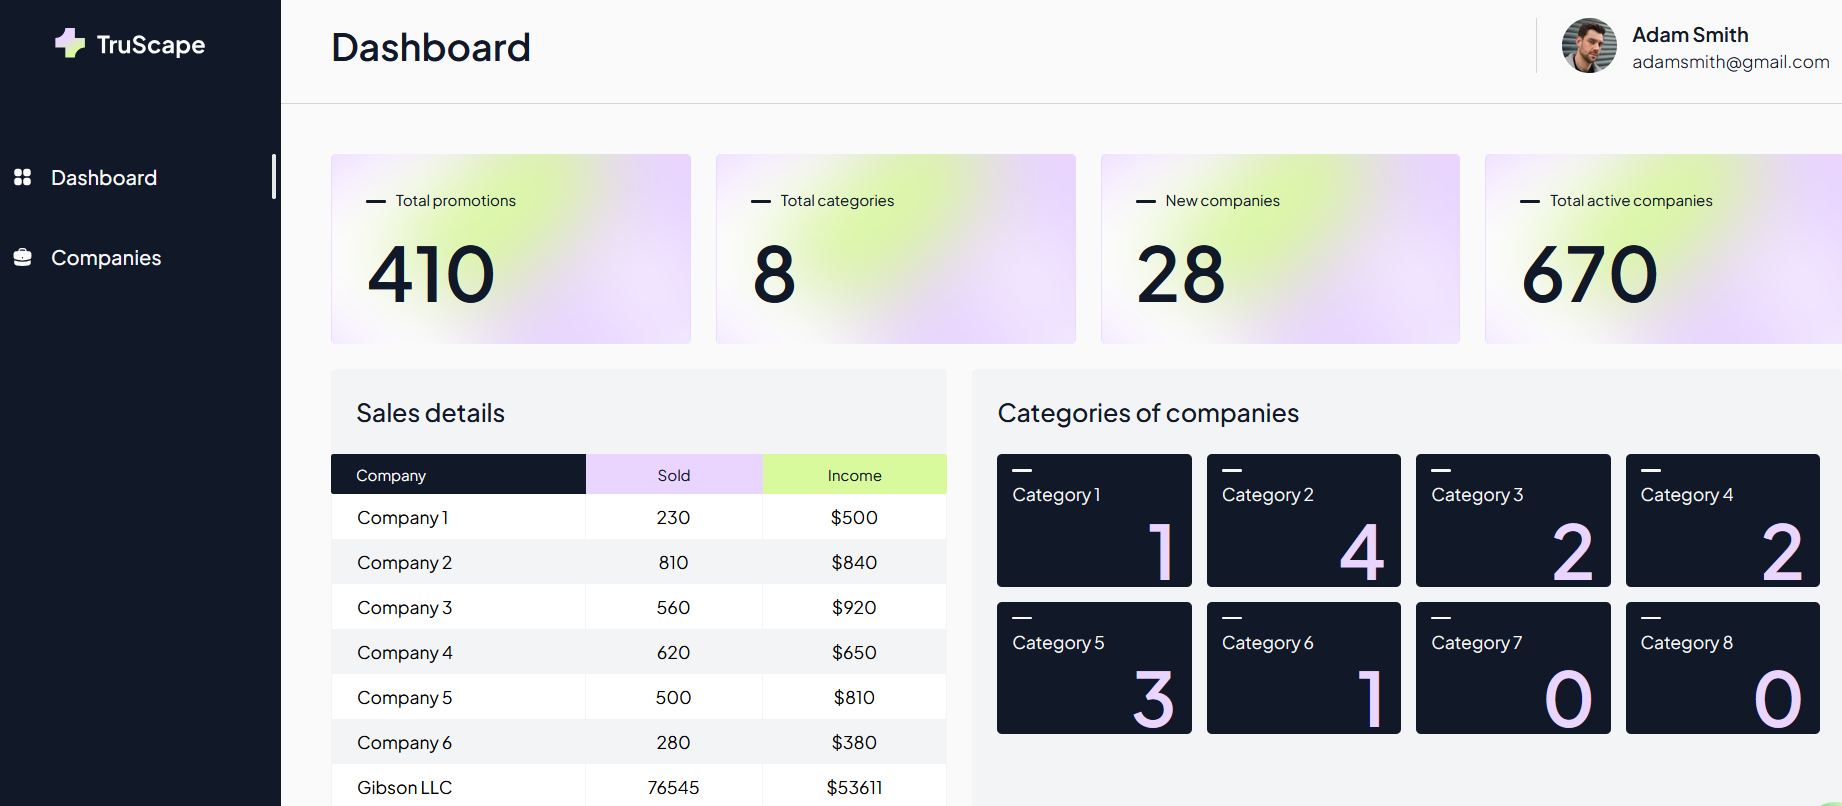 TruScape
Dashboard
Adam Smith
adamsmith@gmail.com
Dashboard
Companies
Total promotions
410
Total categories
8
New companies
28
Total active companies
670
Sales details
Company Sold Income
Company 1 230 $500
Company 2 810 $840
Company 3 560 $920
Company 4 620 $650
Company 5 500 $810
Company 6 280 $380
Gibson LLC 76545 $53611
Categories of companies
Category 1
1
Category 2
4
Category 3
2
Category 4
2
Category 5
3
Category 6
1
Category 7
0
Category 8
0